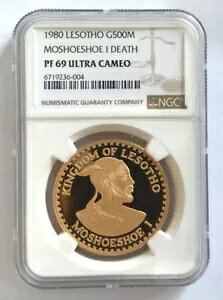 1980 LESOTHO G500M
MOSHOESHOE I DEATH
PF 69 ULTRA CAMEO
6719236-004
NUMISMATIC GUARANTY COMPANY
NGC
KINGDOM OF LESOTHO
MOSHOESHOE